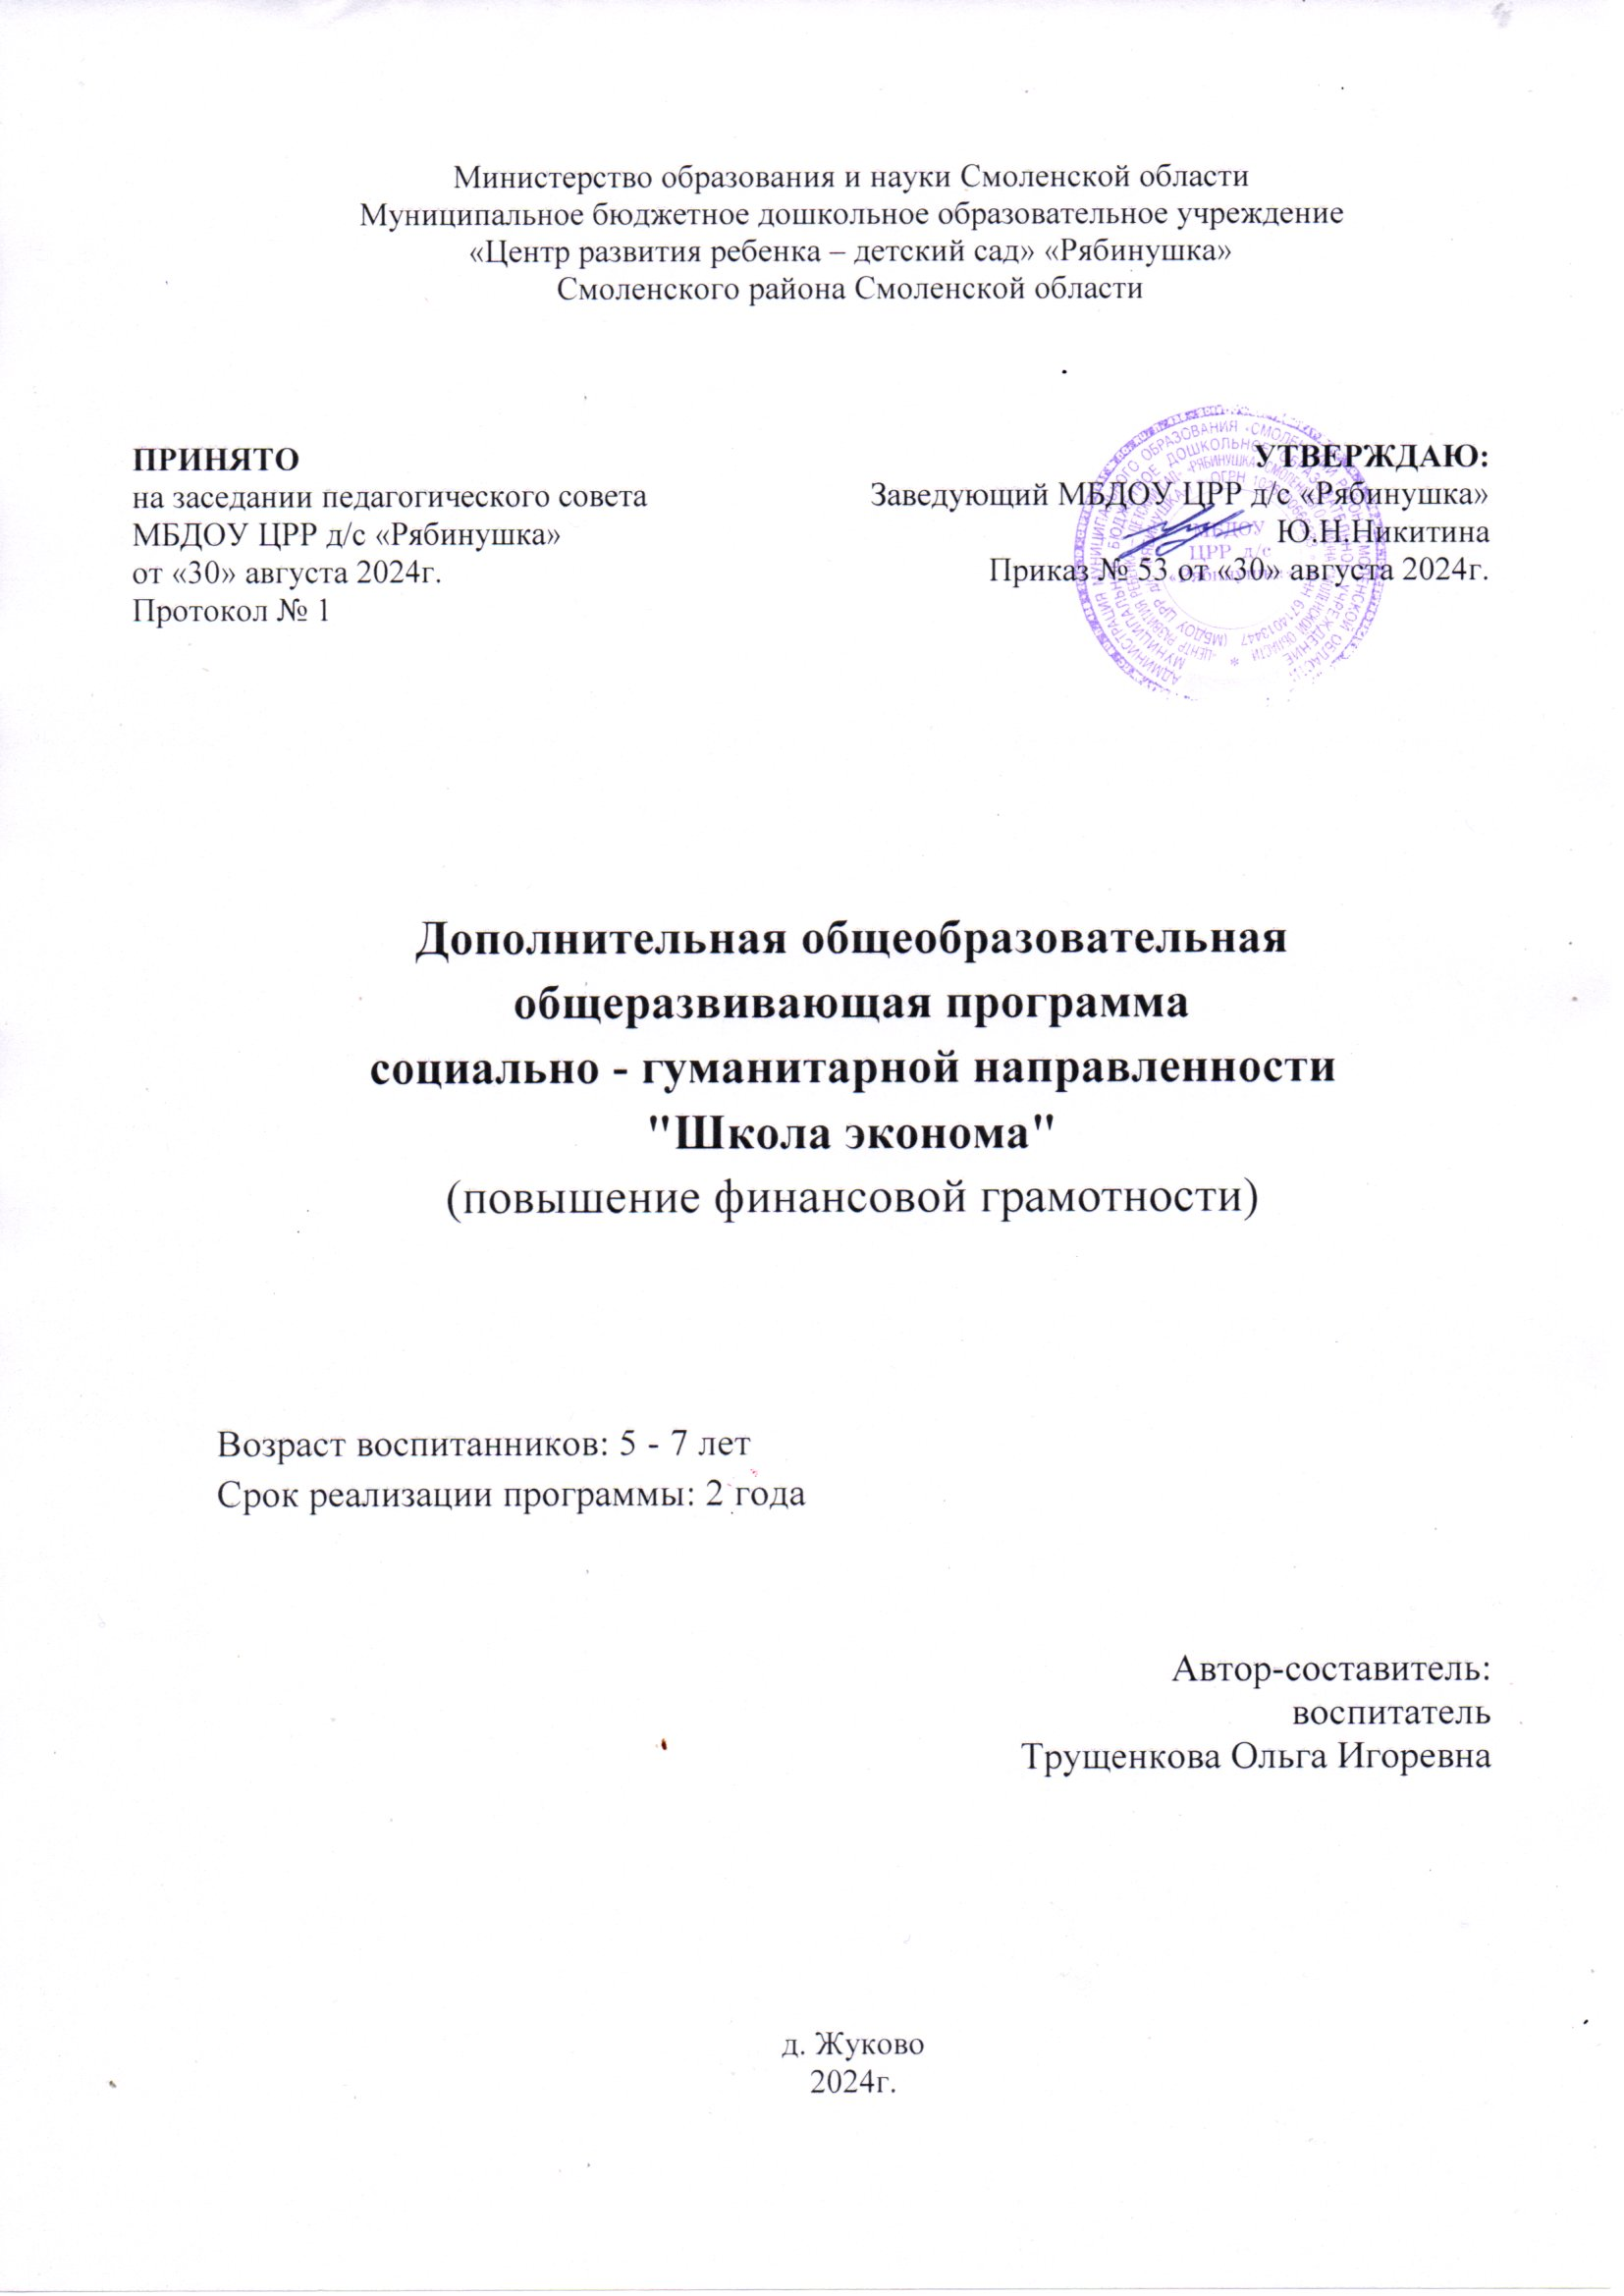 Министерство образования и науки Смоленской области
Муниципальное бюджетное дошкольное образовательное учреждение
«Центр развития ребенка – детский сад» «Рябинушка»
Смоленского района Смоленской области
ПРИНЯТО
на заседании педагогического совета
МБДОУ ЦРР д/с «Рябинушка»
от «30» августа 2024г.
Протокол № 1
УТВЕРЖДАЮ:
Заведующий МБДОУ ЦРР д/с «Рябинушка»
Ю.Н.Никитина
Приказ № 53 от «30» августа 2024г.
МБДОУ
ЦРР д/с
Дополнительная общеобразовательная
общеразвивающая программа
социально - гуманитарной направленности
"Школа эконома"
(повышение финансовой грамотности)
Возраст воспитанников: 5 - 7 лет
Срок реализации программы: 2 года
Автор-составитель:
воспитатель
Трущенкова Ольга Игоревна
д. Жуково
2024г.